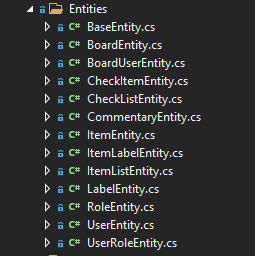 Entities
C# BaseEntity.cs
C# BoardEntity.cs
C# BoardUserEntity.cs
C# CheckItemEntity.cs
C# CheckListEntity.cs
C# CommentaryEntity.cs
C# ItemEntity.cs
C# ItemLabelEntity.cs
C# ItemListEntity.cs
C# LabelEntity.cs
C# RoleEntity.cs
C# UserEntity.cs
C# UserRoleEntity.cs